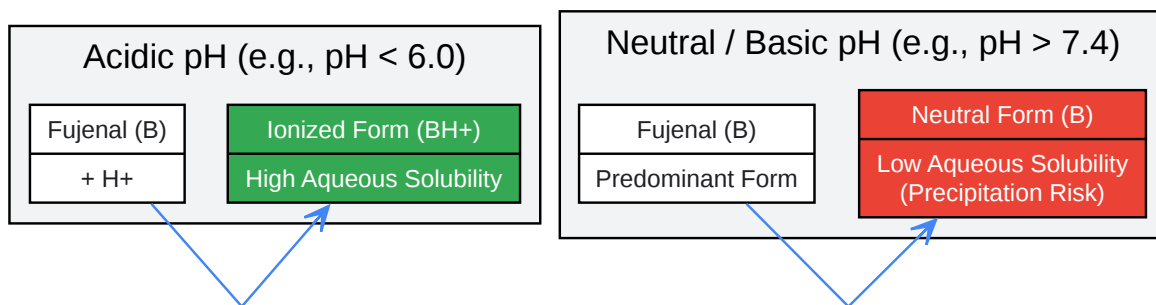 Acidic pH (e.g., pH < 6.0)
Fujenal (B)
+ H+
Ionized Form (BH+)
High Aqueous Solubility
Neutral / Basic pH (e.g., pH > 7.4)
Fujenal (B)
Predominant Form
Neutral Form (B)
Low Aqueous Solubility
(Precipitation Risk)